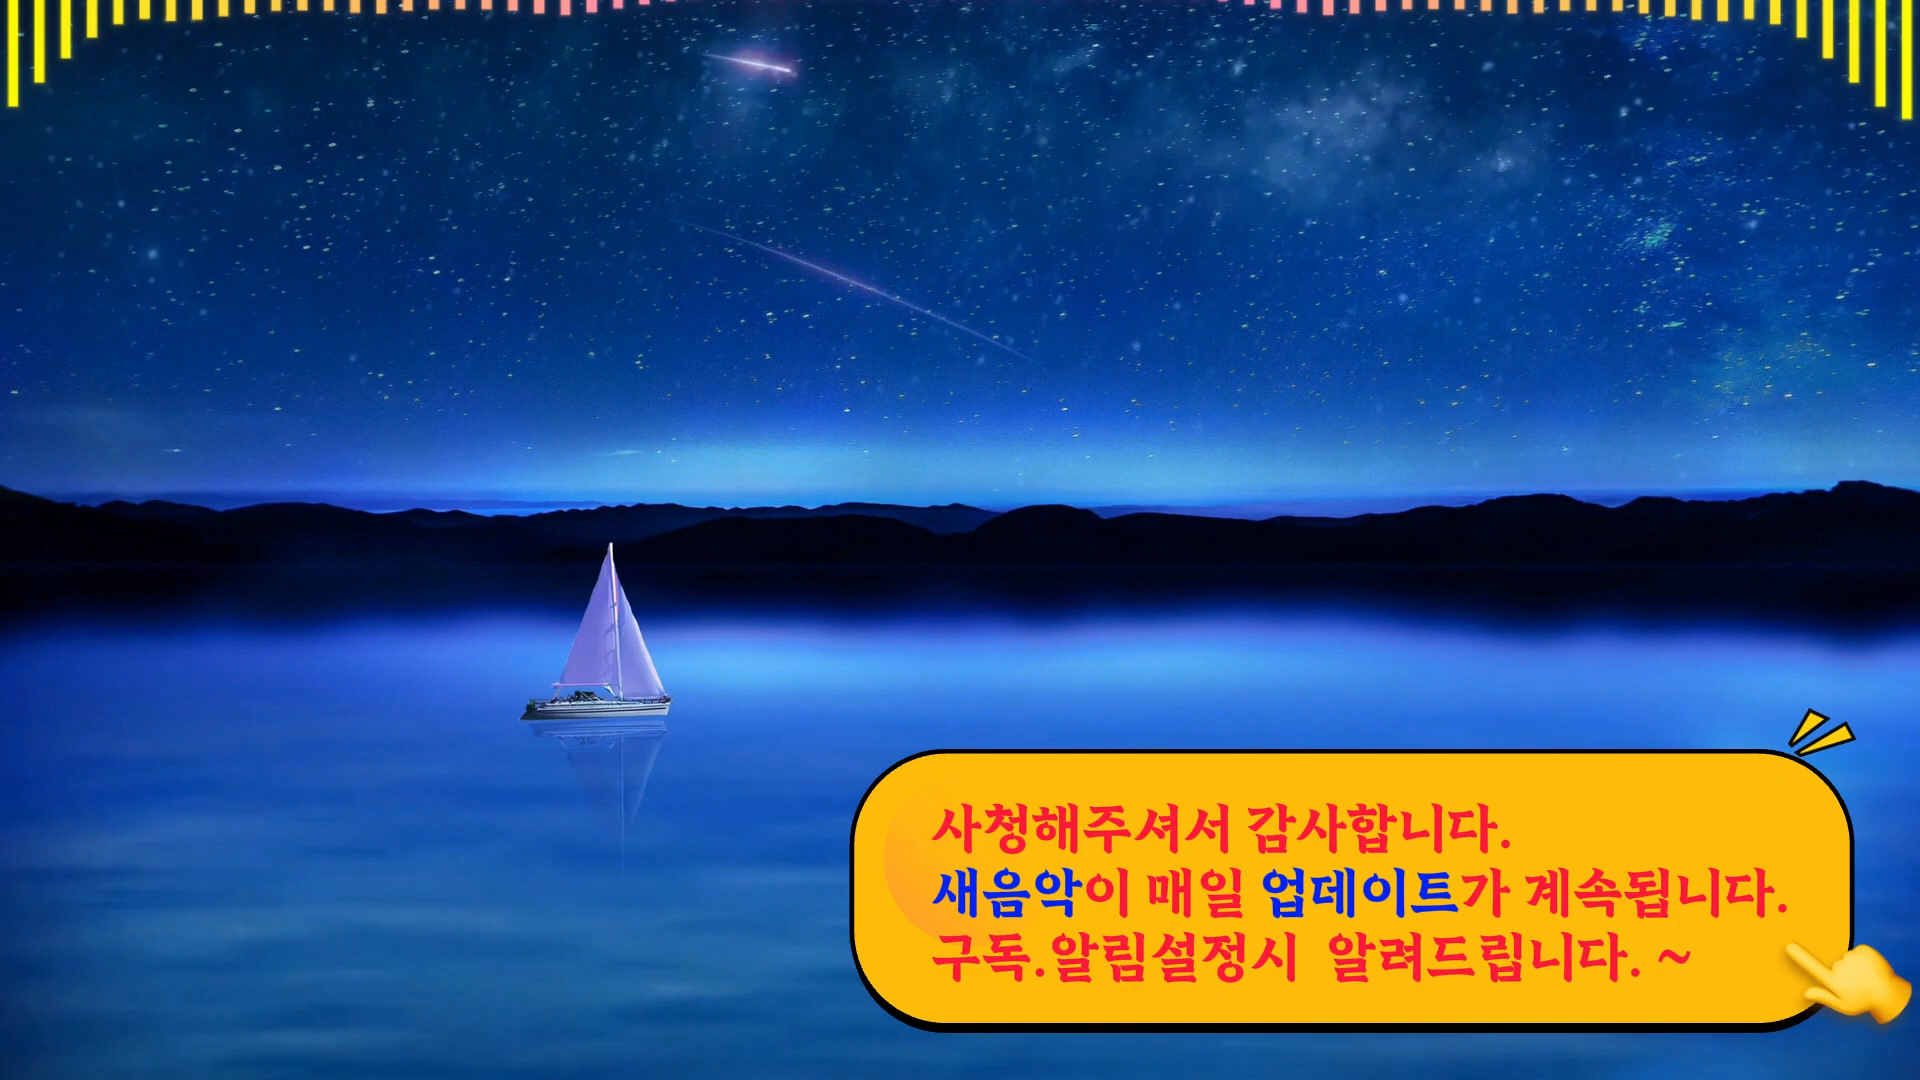 사청해주셔서 감사합니다.
새음악이 매일 업데이트가 계속됩니다.
구독.알림설정시 알려드립니다. ~